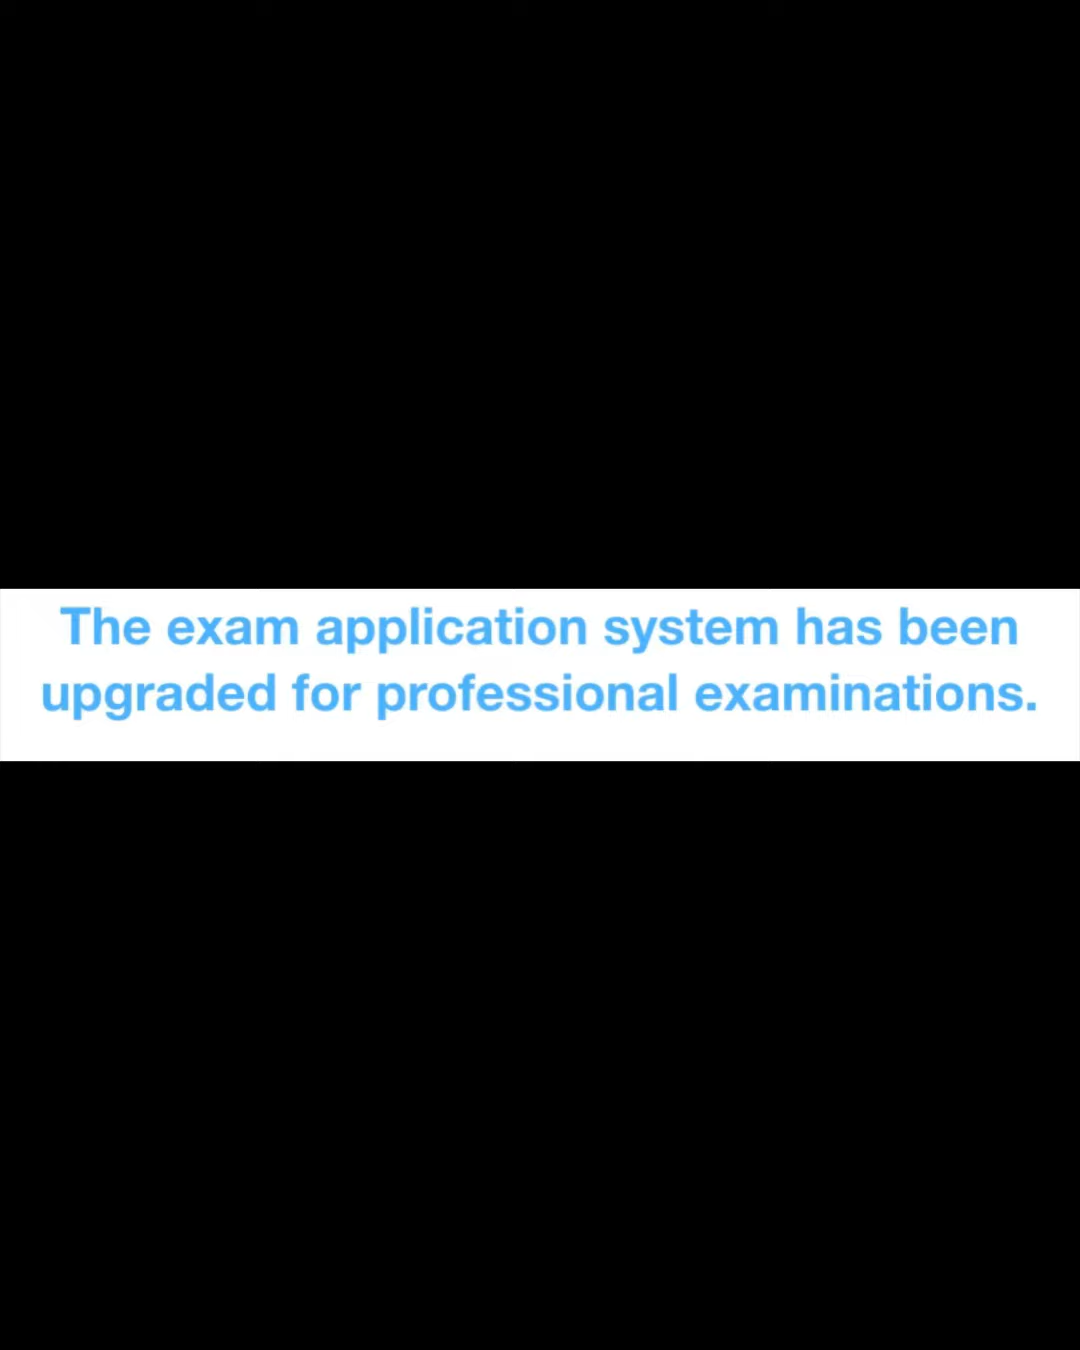 The exam application system has been
upgraded for professional examinations.